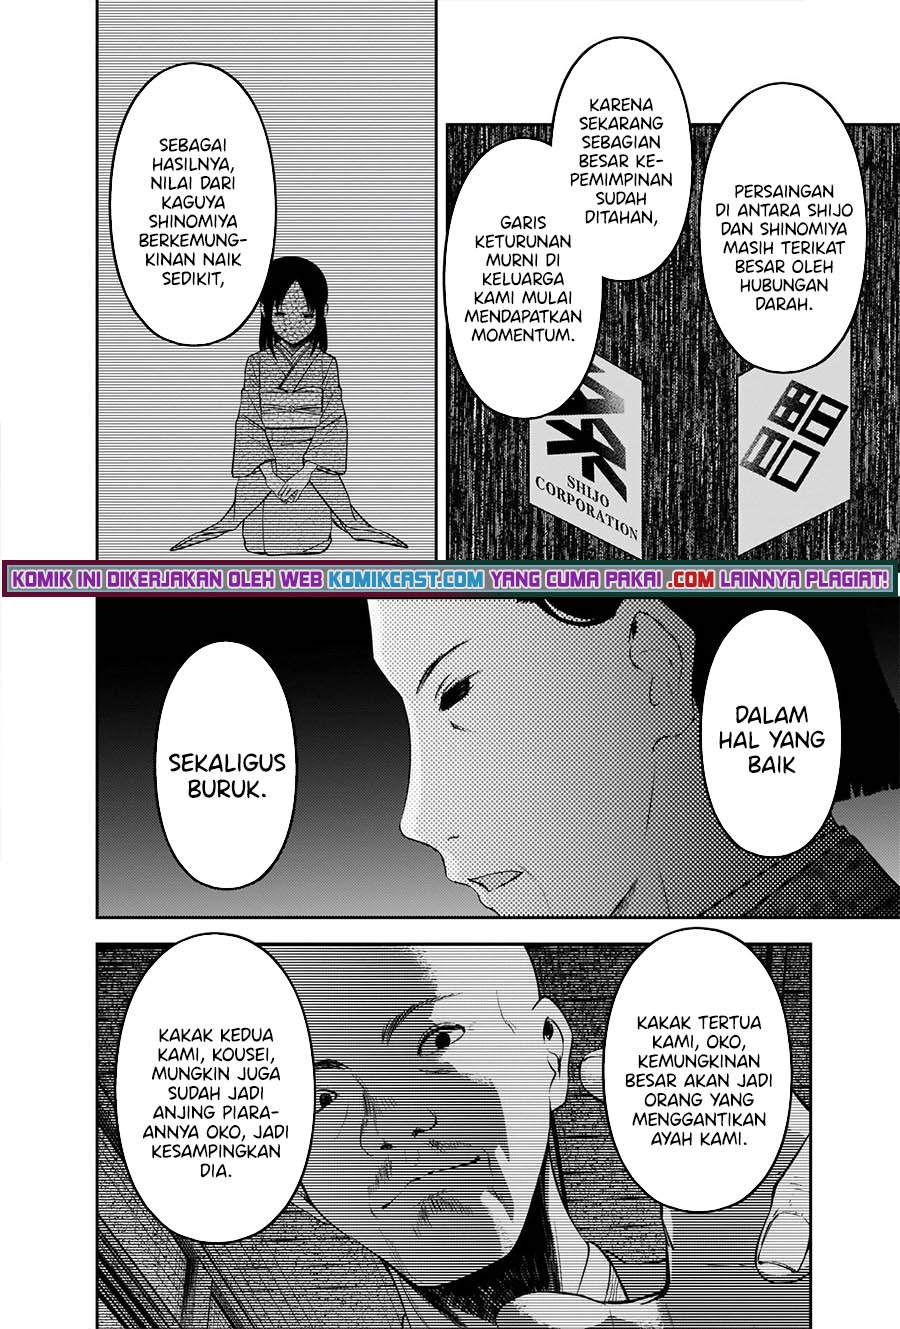 PERSAINGAN
DI ANTARA SHIJO
DAN SHINOMIYA
MASIH TERIKAT
BESAR OLEH
HUBUNGAN
DARAH.
KARENA
SEKARANG
SEBAGIAN
BESAR KE-
PEMIMPINAN
SUDAH
DITAHAN,
GARIS
KETURUNAN
MURNI DI
KELUARGA
KAMI MULAI
MENDAPATKAN
MOMENTUM.
SHIJO
CORPORATION
SEBAGAI
HASILNYA,
NILAI DARI
KAGUYA
SHINOMIYA
BERKEMUNG-
KINAN NAIK
SEDIKIT,
KOMIK INI DIKERJAKAN OLEH WEB KOMIKCAST.COM YANG CUMA PAKAI .COM LAINNYA PLAGIAT!
DALAM
HAL YANG
BAIK
SEKALIGUS
BURUK.
KAKAK TERTUA
KAMI, OKO,
KEMUNGKINAN
BESAR AKAN JADI
ORANG YANG
MENGGANTIKAN
AYAH KAMI.
KAKAK KEDUA
KAMI, KOUSEI,
MUNGKIN JUGA
SUDAH JADI
ANJING PIARA-
ANNYA OKO, JADI
KESAMPINGKAN
DIA.